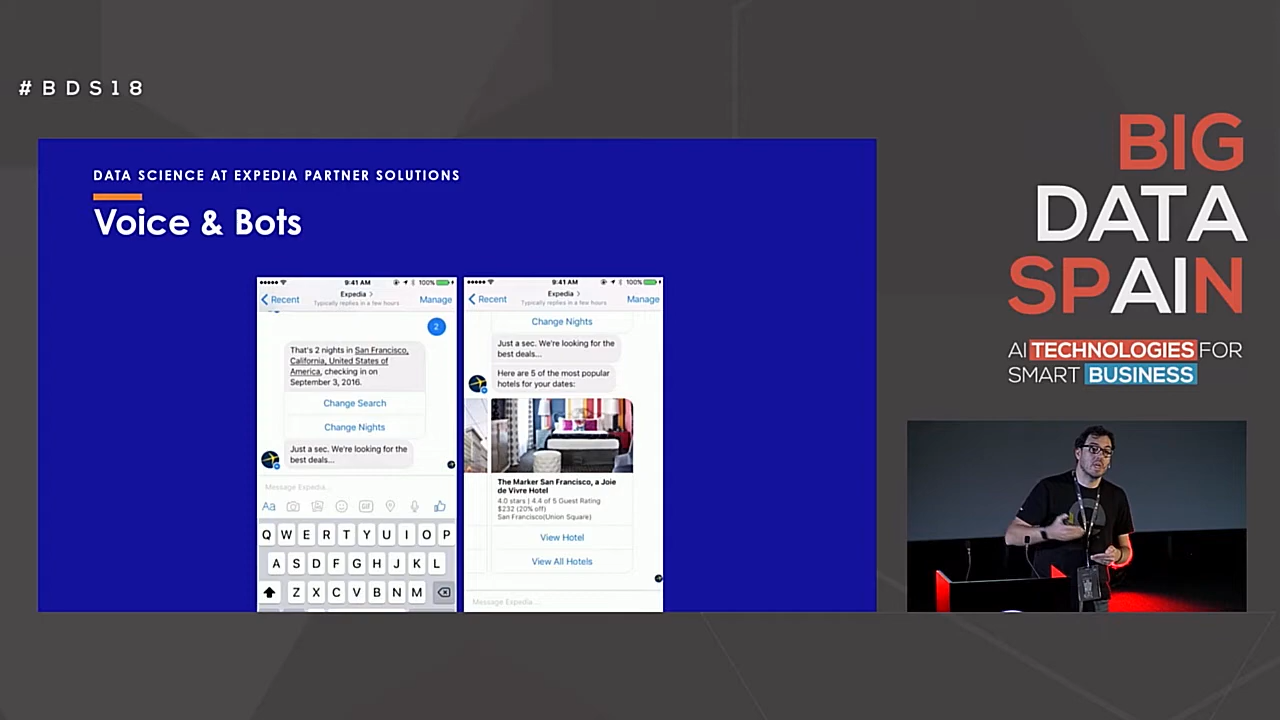 #BDS18
DATA SCIENCE AT EXPEDIA PARTNER SOLUTIONS
Voice & Bots
9:41 AM
100%
Recent
Expedia
Typically replies in a few hours
Manage
2
That's 2 nights in San Francisco,
California, United States of
America, checking in on
September 3, 2016.
Change Search
Change Nights
Just a sec. We're looking for the
best deals...
Message Expedia...
Aa
GIF
Q W E R T Y U I O P
A S D F G H J K L
Z X C V B N M
9:41 AM
100%
Recent
Expedia
Typically replies in a few hours
Manage
Change Nights
Just a sec. We're looking for the
best deals...
Here are 5 of the most popular
hotels for your dates:
The Marker San Francisco, a Joie
de Vivre Hotel
4.0 stars | 4.4 of 5 Guest Rating
$232 (20% off)
San Francisco(Union Square)
View Hotel
View All Hotels
Message Expedia...
BIG
DATA
SPAIN
AI TECHNOLOGIES FOR
SMART BUSINESS